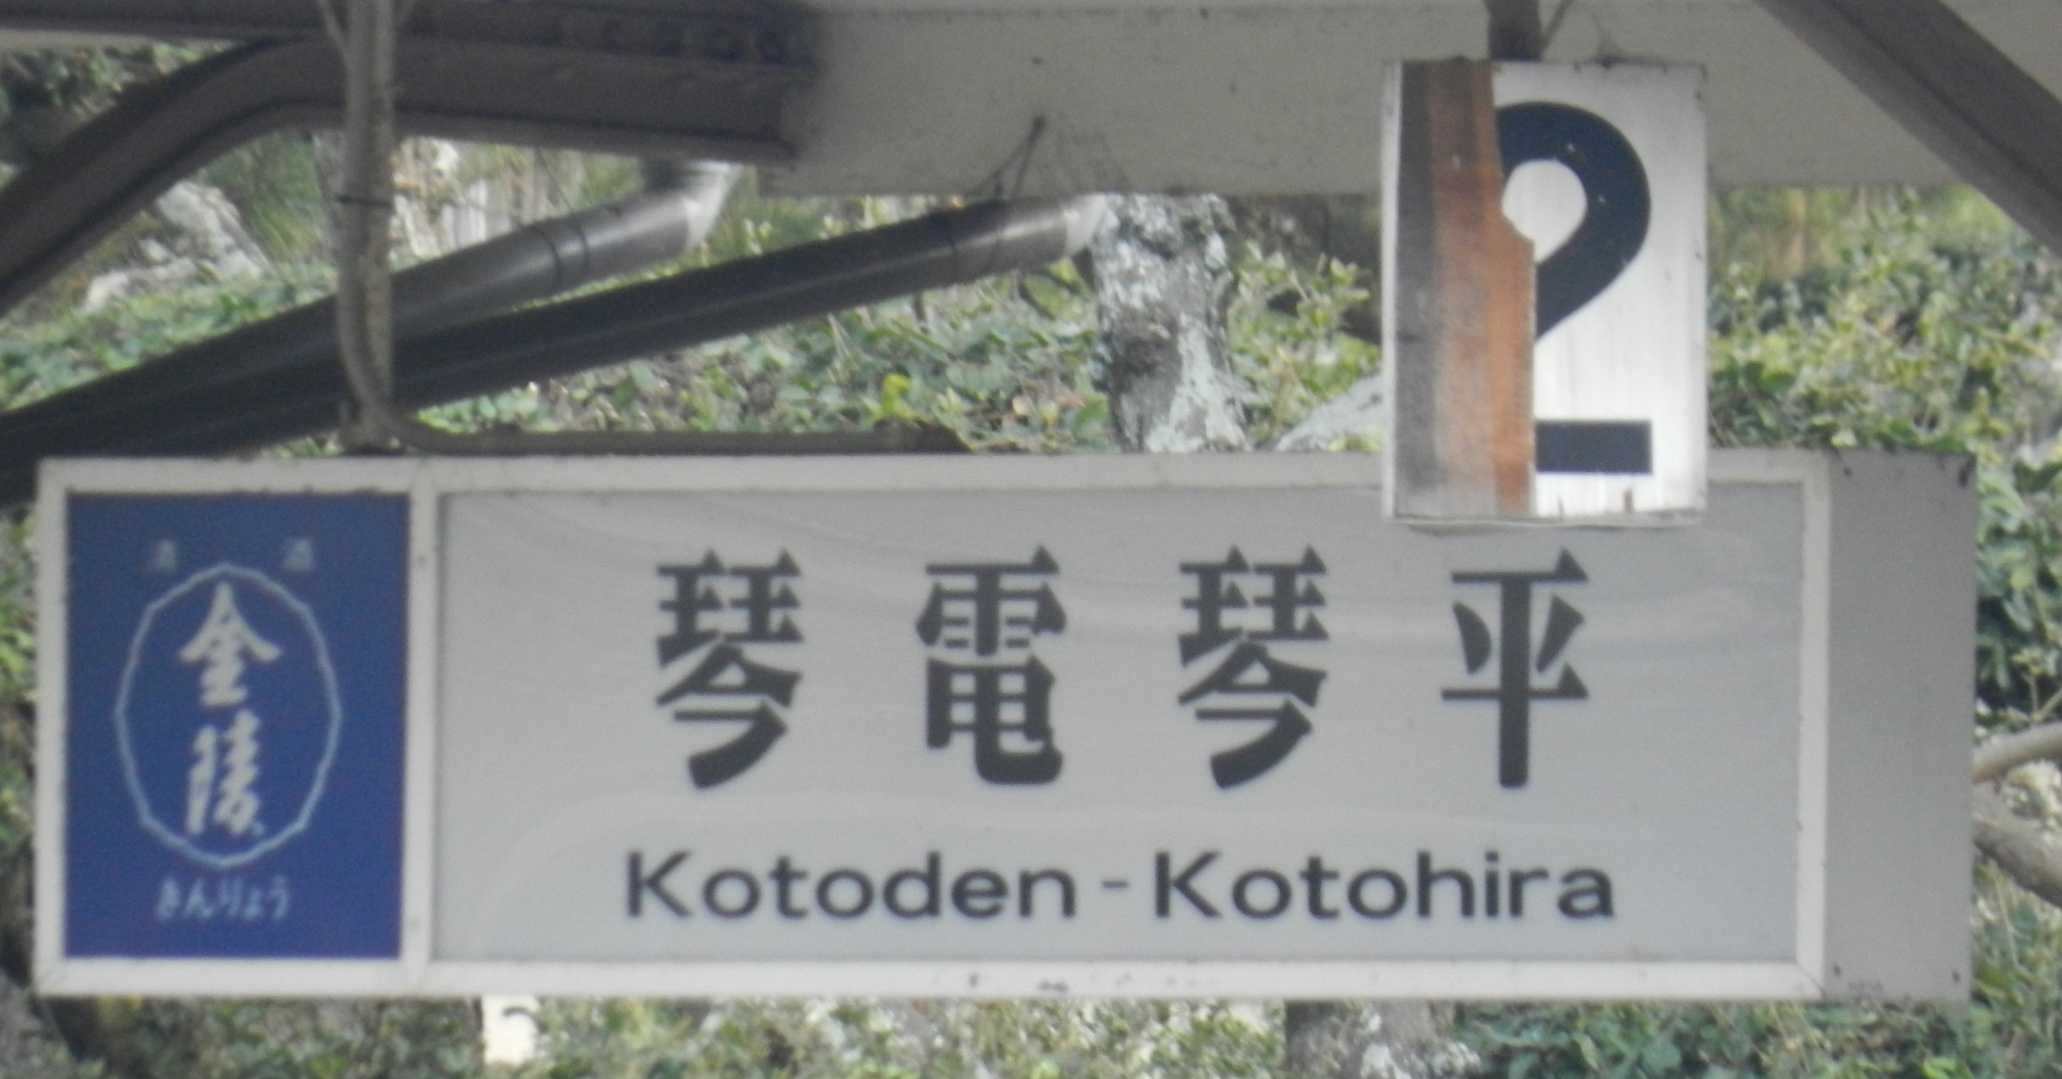 2
清酒
金陵
きんりょう
琴電琴平
Kotoden-Kotohira